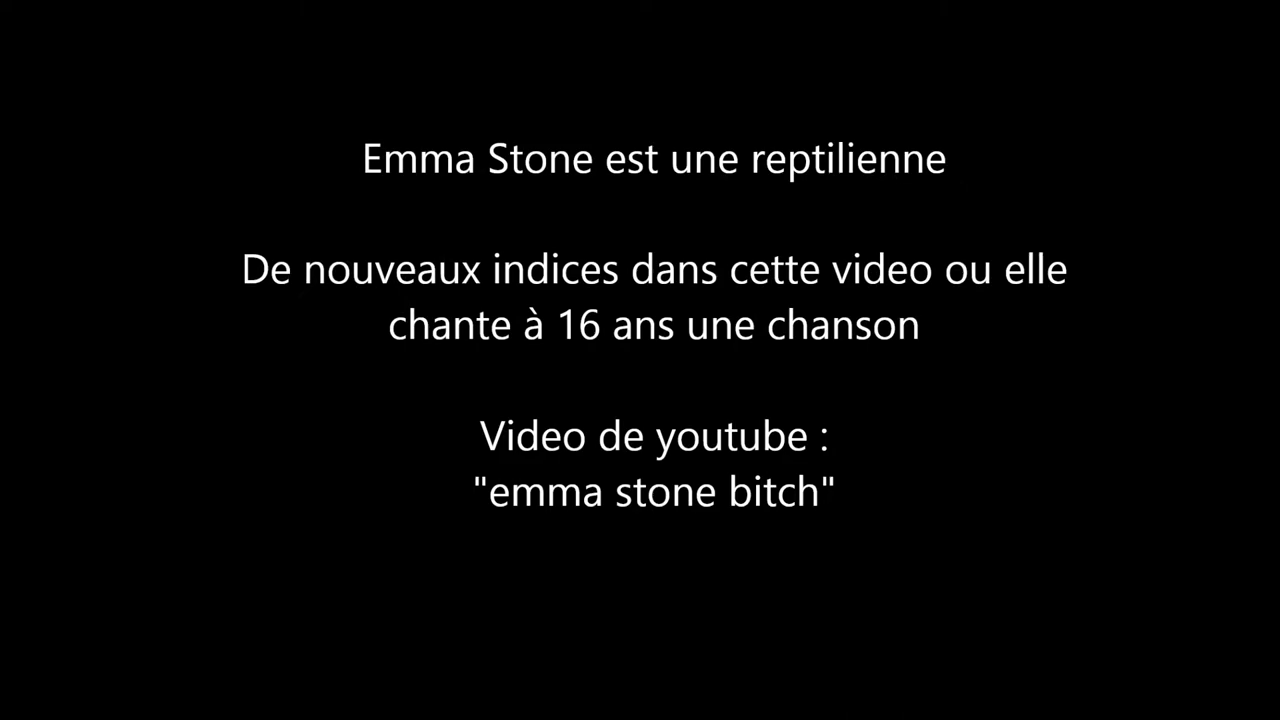 Emma Stone est une reptilienne
De nouveaux indices dans cette video ou elle
chante à 16 ans une chanson
Video de youtube :
"emma stone bitch"